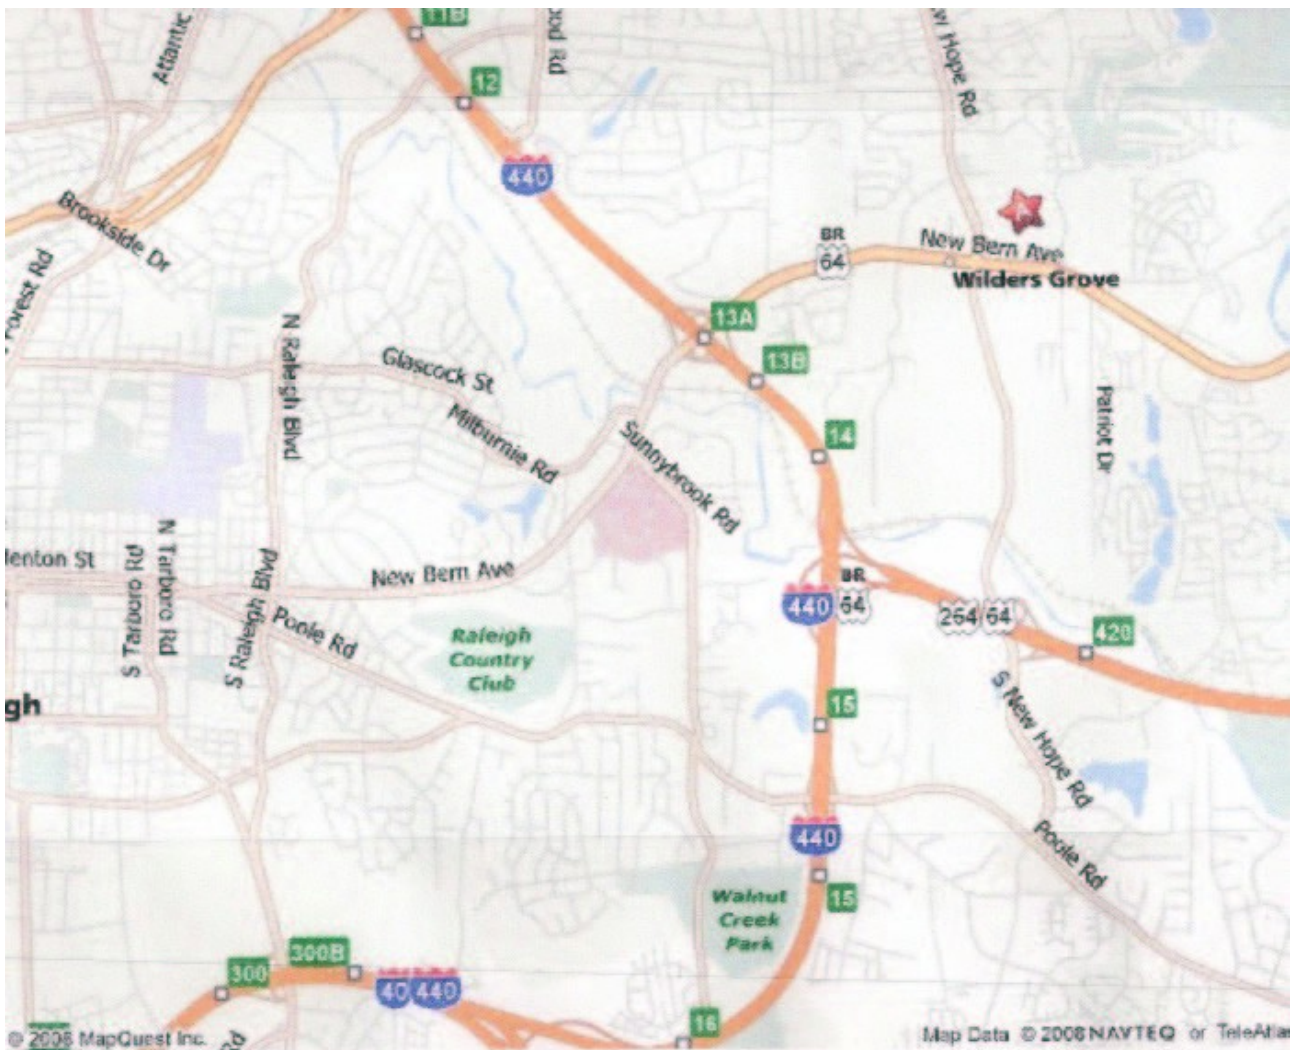 11B
Atlantic
ood Rd
w Hope Rd
12
440
Brookside Dr
Forest Rd
BR
64
New Bern Ave
Wilders Grove
13A
13B
N Raleigh Blvd
Glascock St
Milburnie Rd
Sunnybrook Rd
14
Patriot Dr
lenton St
S Tarboro Rd
N Tarboro Rd
S Raleigh Blvd
New Bern Ave
Poole Rd
Raleigh
Country
Club
440
BR
64
264 64
420
gh
15
S New Hope Rd
440
Poole Rd
15
Walnut
Creek
Park
300
300B
40 440
16
Rd
© 2008 MapQuest Inc.
Map Data © 2008 NAVTEQ or TeleAtlas